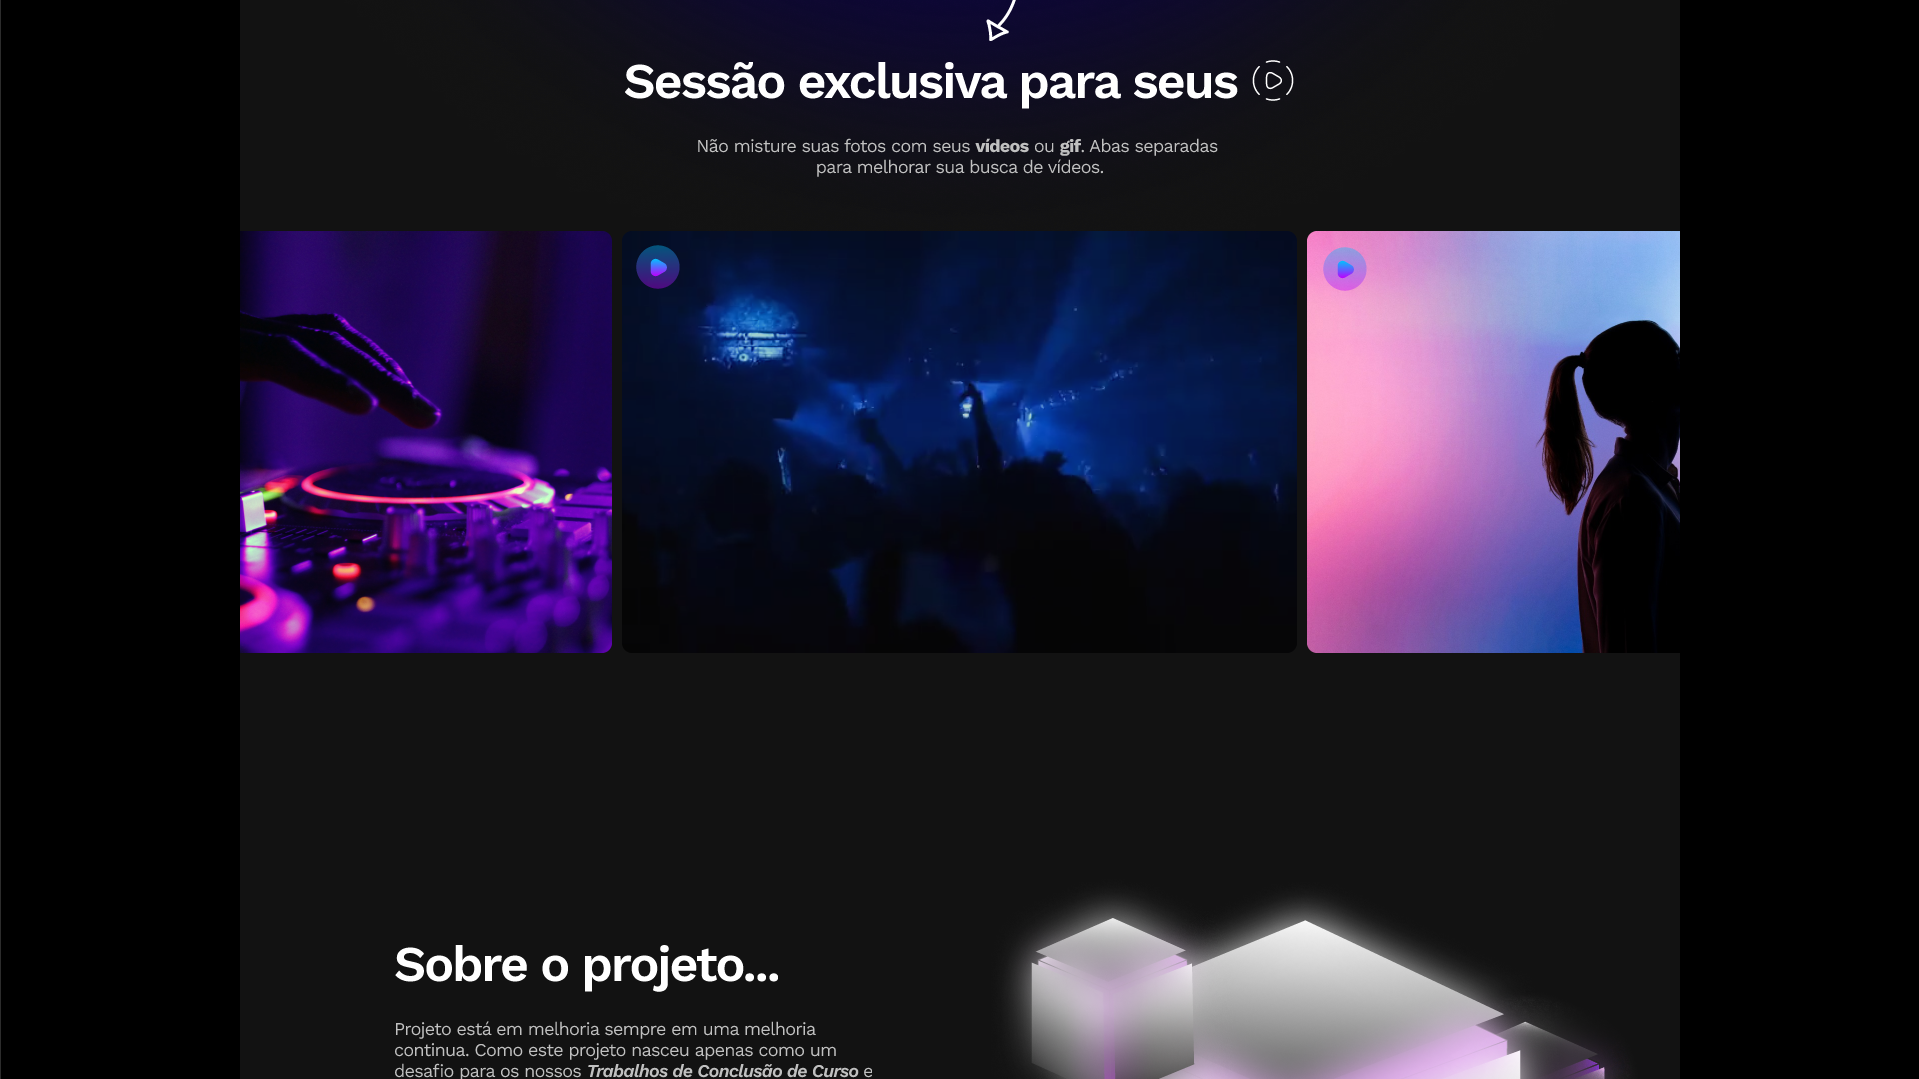 Sessão exclusiva para seus
Não misture suas fotos com seus vídeos ou gif. Abas separadas
para melhorar sua busca de vídeos.
Sobre o projeto...
Projeto está em melhoria sempre em uma melhoria
continua. Como este projeto nasceu apenas como um
desafio para os nossos Trabalhos de Conclusão de Curso e